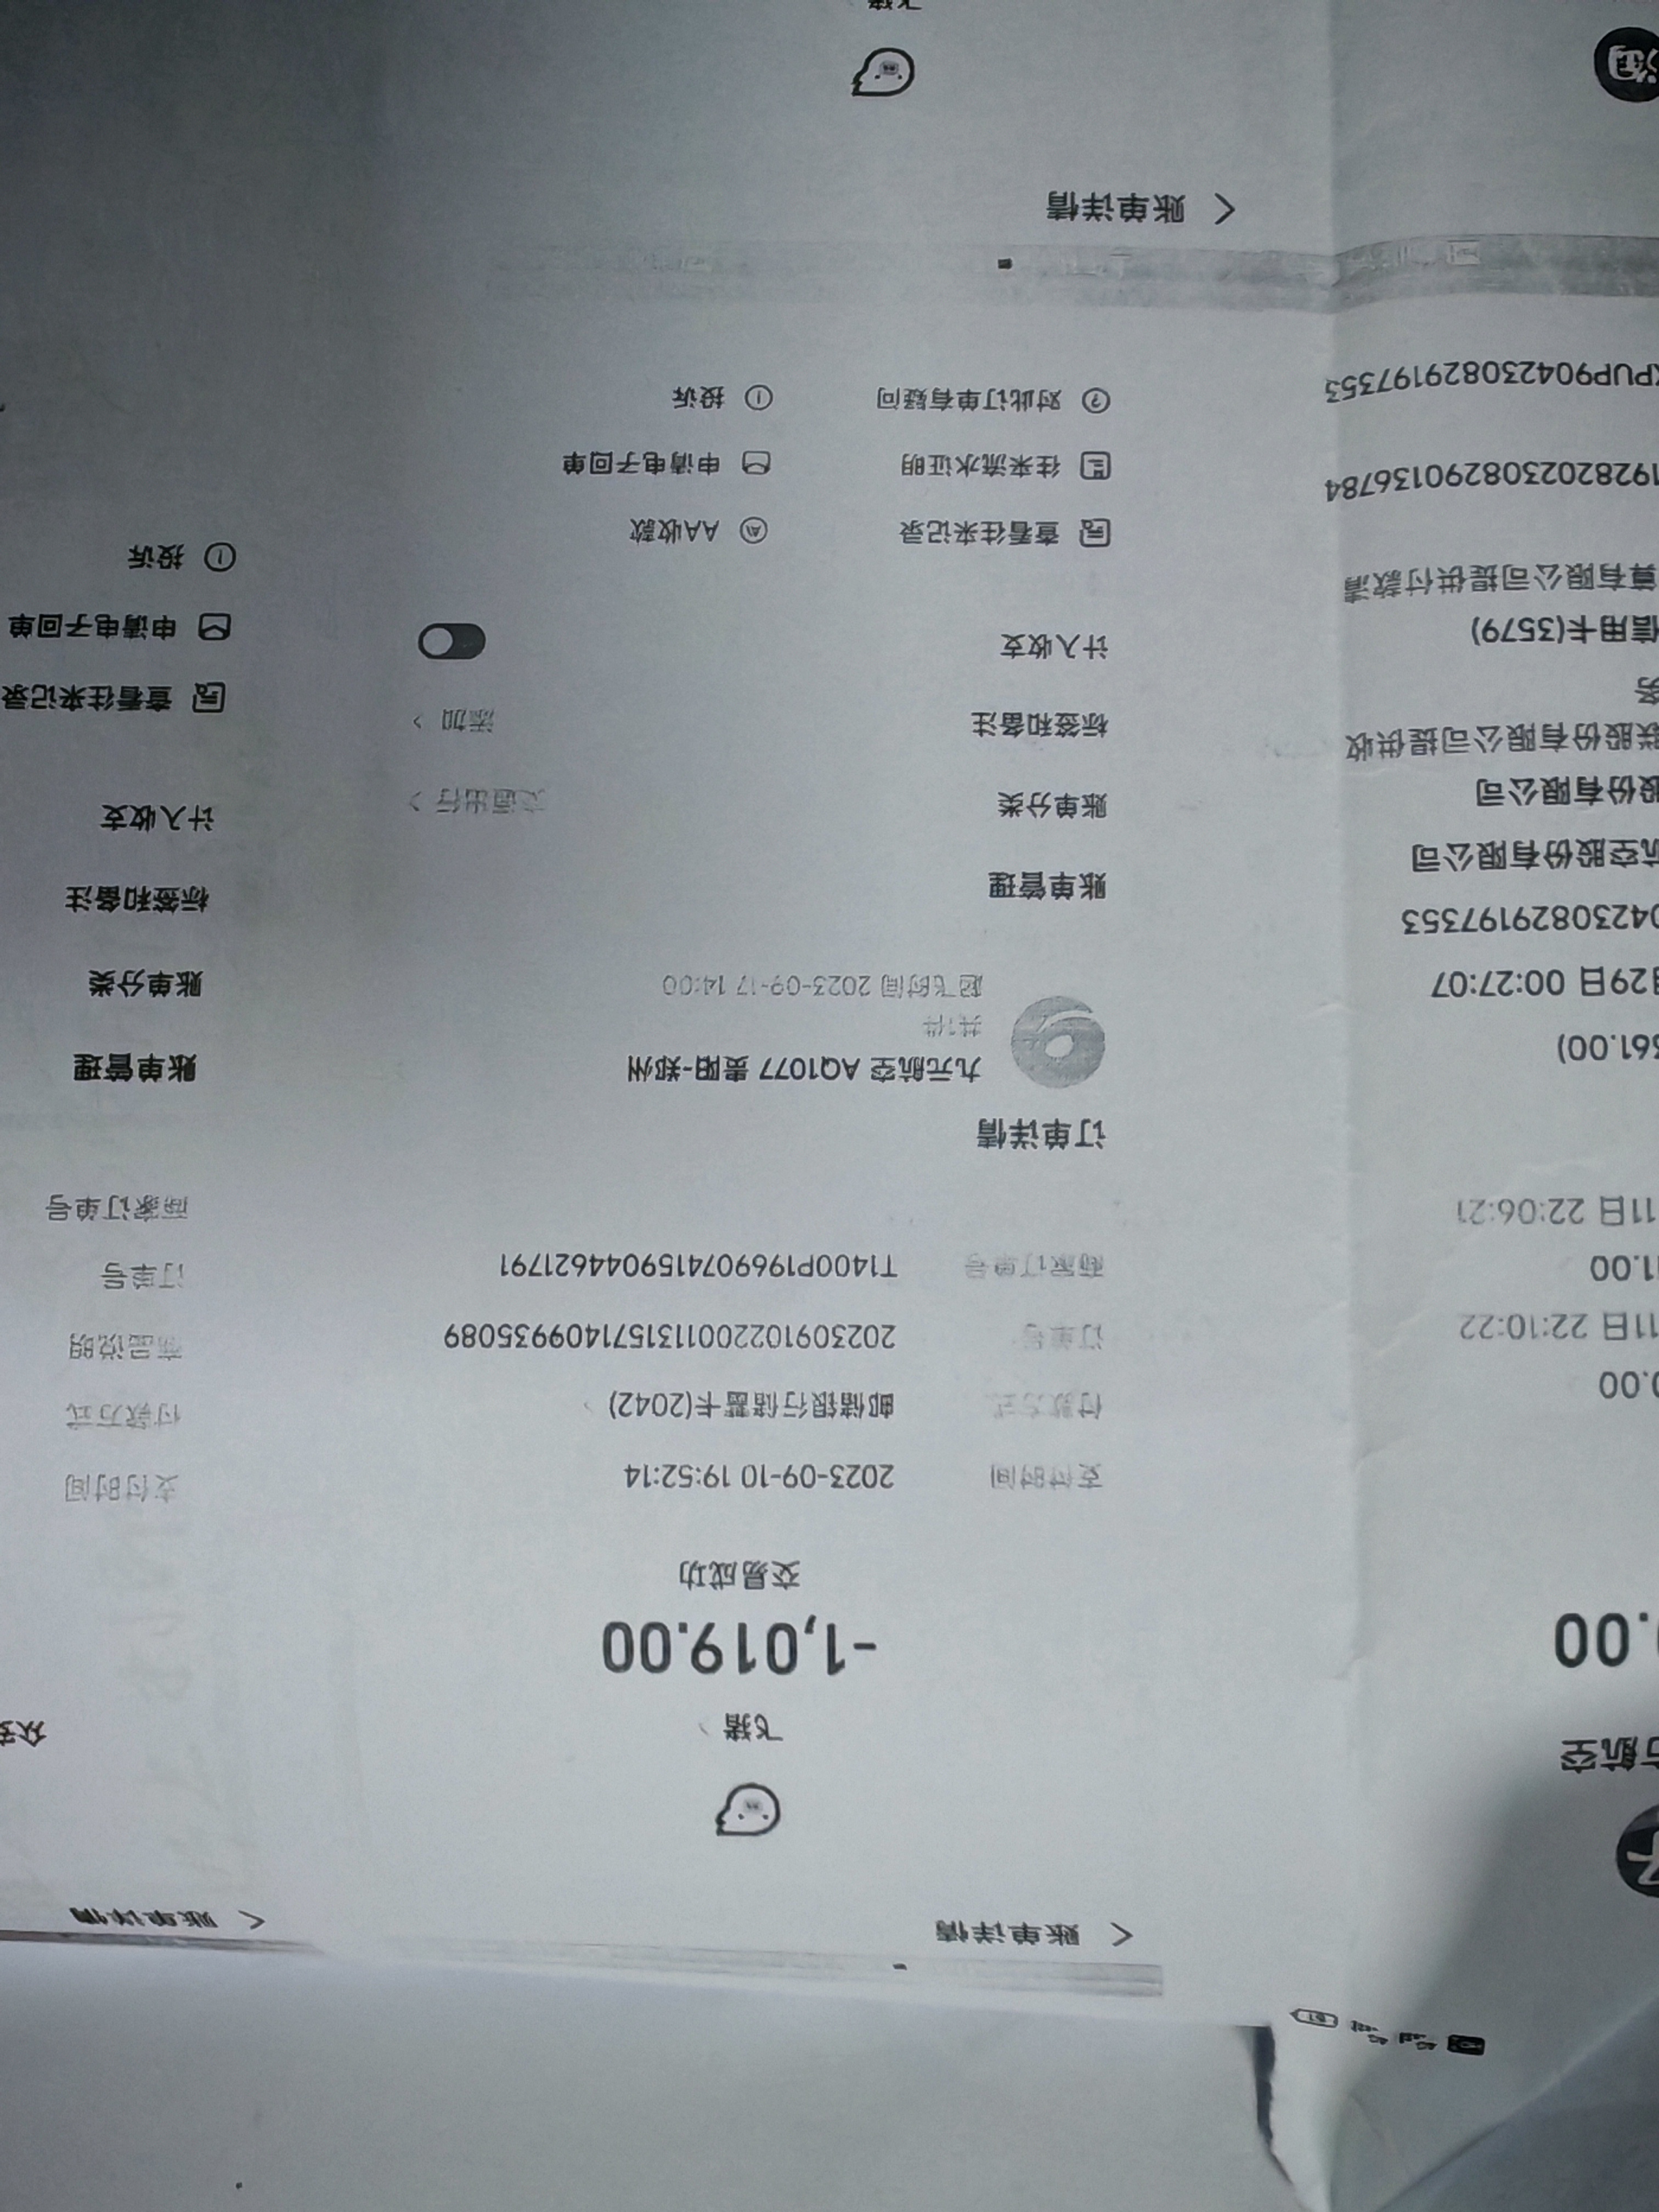 方航空
.00
0.00
11日 22:10:22
11.00
11日 22:06:21
361.00)
月29日 00:27:07
04230829197353
航空股份有限公司
股份有限公司
联股份有限公司提供收
务
信用卡(3579)
算有限公司提供付款清
1928202308290136784
KPUP904230829197353
淘
账单详情
飞猪
-1,019.00
交易成功
支付时间 2023-09-10 19:52:14
付款方式 邮储银行储蓄卡(2042)
订单号 2023091022001131571409935089
商家订单号 T1400P1969074159044621791
订单详情
九元航空 AQ1077 贵阳-郑州
共1件
起飞时间 2023-09-17 14:00
账单管理
账单分类 交通出行
标签和备注 添加
计入收支
查看往来记录 AA收款
往来流水证明 申请电子回单
对此订单有疑问 投诉
账单详情
飞猪
账单详情
众安
支付时间
付款方式
商品说明
订单号
商家订单号
账单管理
账单分类
标签和备注
计入收支
查看往来记录
申请电子回单
投诉